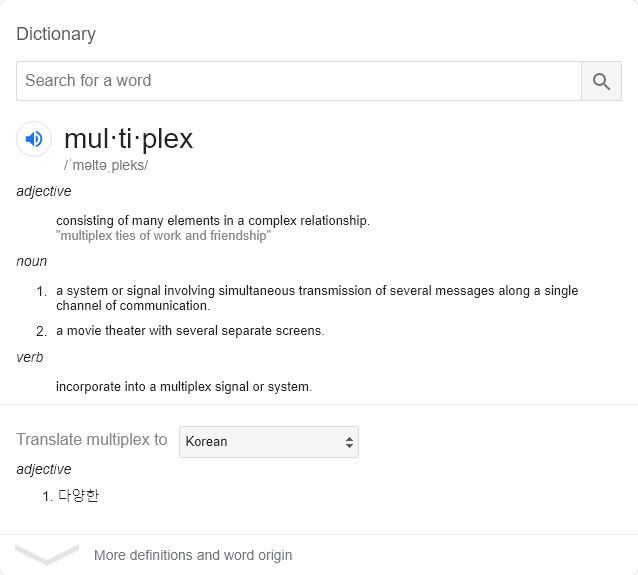 Dictionary
Search for a word
mul·ti·plex
/ˈməltəˌpleks/
adjective
consisting of many elements in a complex relationship.
"multiplex ties of work and friendship"
noun
1. a system or signal involving simultaneous transmission of several messages along a single
channel of communication.
2. a movie theater with several separate screens.
verb
incorporate into a multiplex signal or system.
Translate multiplex to Korean
adjective
1. 다양한
More definitions and word origin